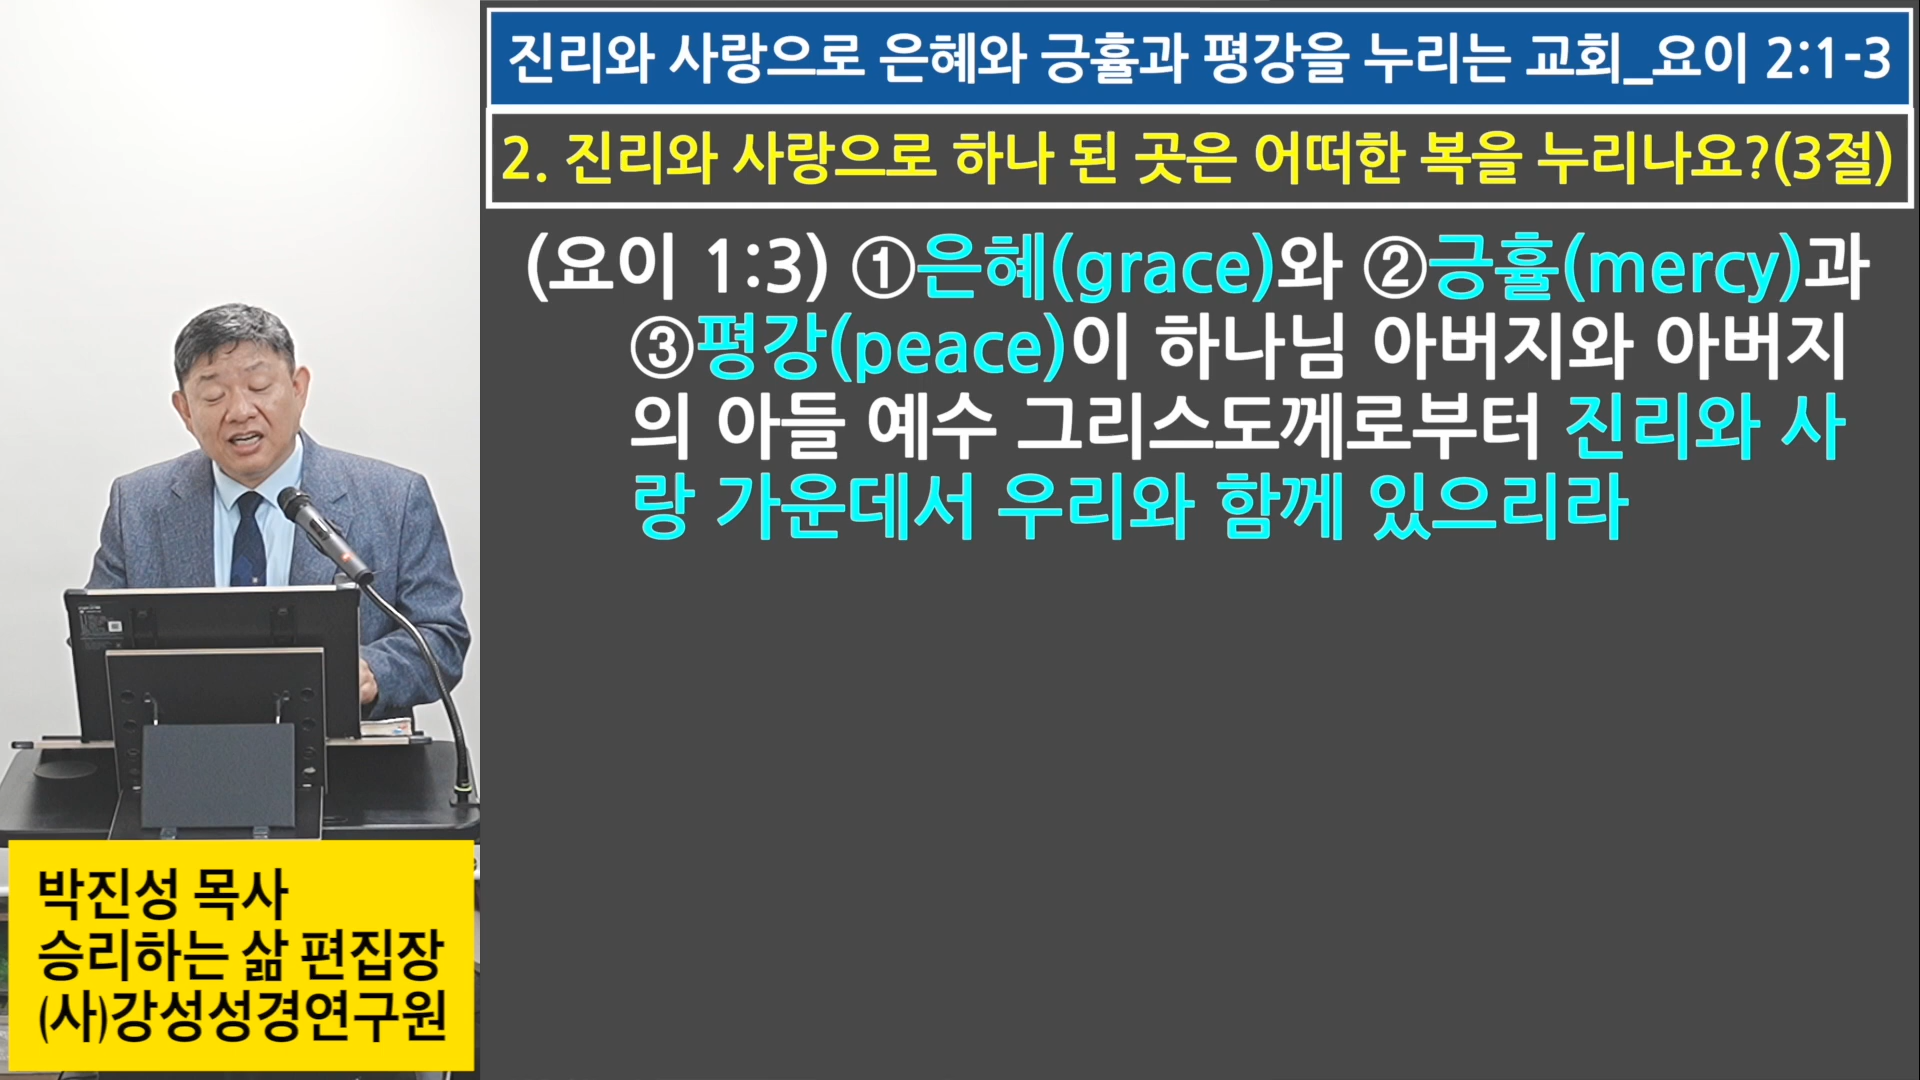 진리와 사랑으로 은혜와 긍휼과 평강을 누리는 교회_요이 2:1-3
2. 진리와 사랑으로 하나 된 곳은 어떠한 복을 누리나요?(3절)
(요이 1:3) ①은혜(grace)와 ②긍휼(mercy)과
③평강(peace)이 하나님 아버지와 아버지
의 아들 예수 그리스도께로부터 진리와 사
랑 가운데서 우리와 함께 있으리라
박진성 목사
승리하는 삶 편집장
(사)강성성경연구원